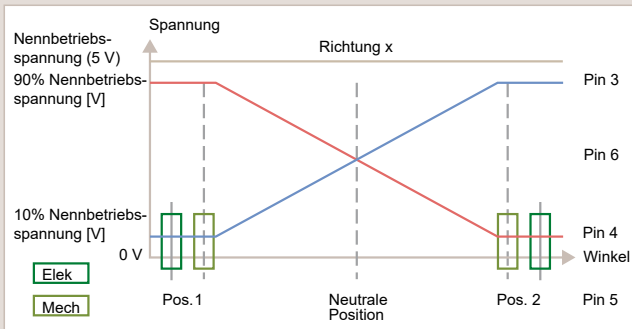 Spannung
Nennbetriebs-
spannung (5 V)
Richtung x
90% Nennbetriebs-
spannung [V]
Pin 3
Pin 6
10% Nennbetriebs-
spannung [V]
Pin 4
0 V
Winkel
Elek
Mech
Pos.1
Neutrale
Position
Pos. 2
Pin 5